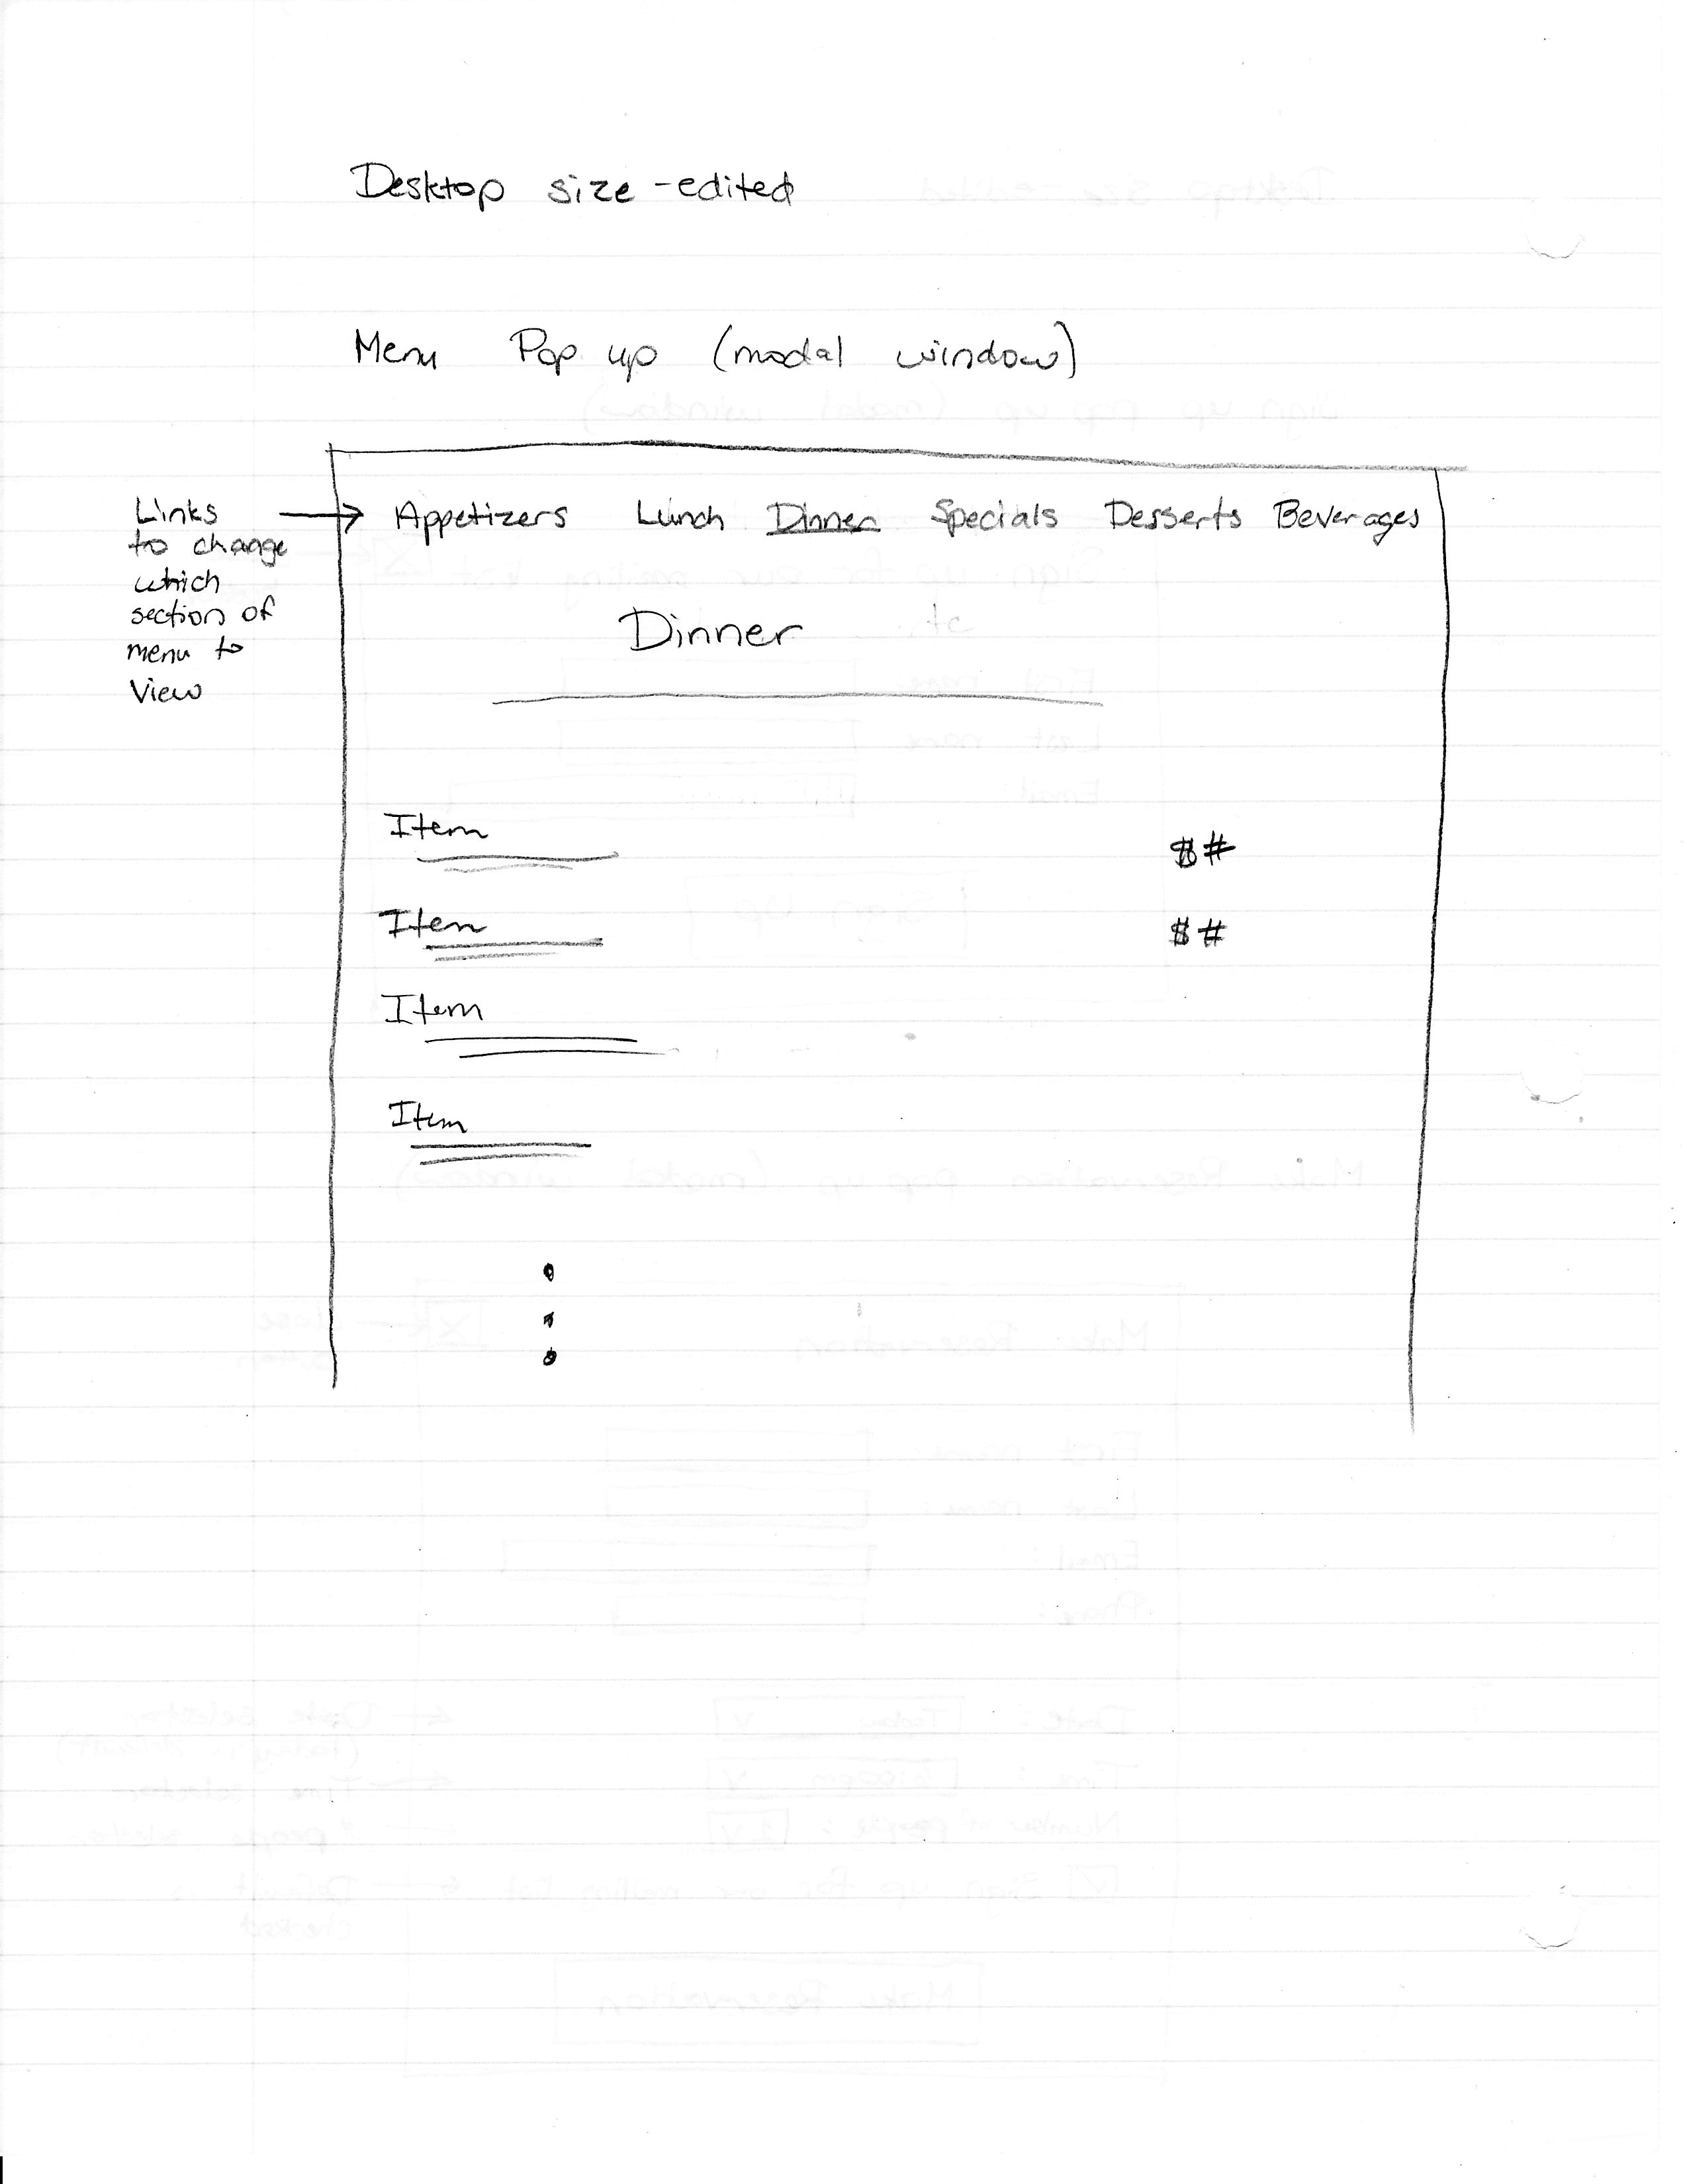 Desktop size - edited
Menu Pop up (modal window)
Links
to change
which
section of
menu to
View
Appetizers Lunch Dinner Specials Desserts Beverages
Dinner
Item $#
Item $#
Item
Item